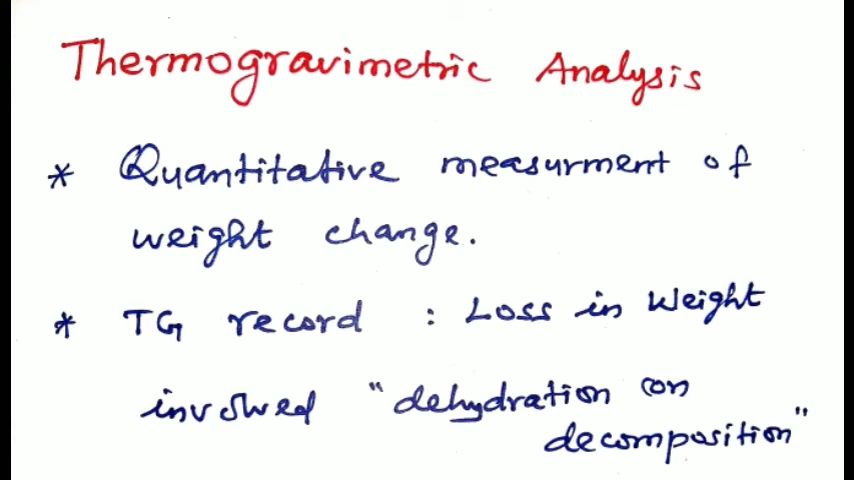 Thermogravimetric Analysis
* Quantitative measurment of
weight change.
* TG record : Loss in Weight
involved "dehydration on
decomposition"